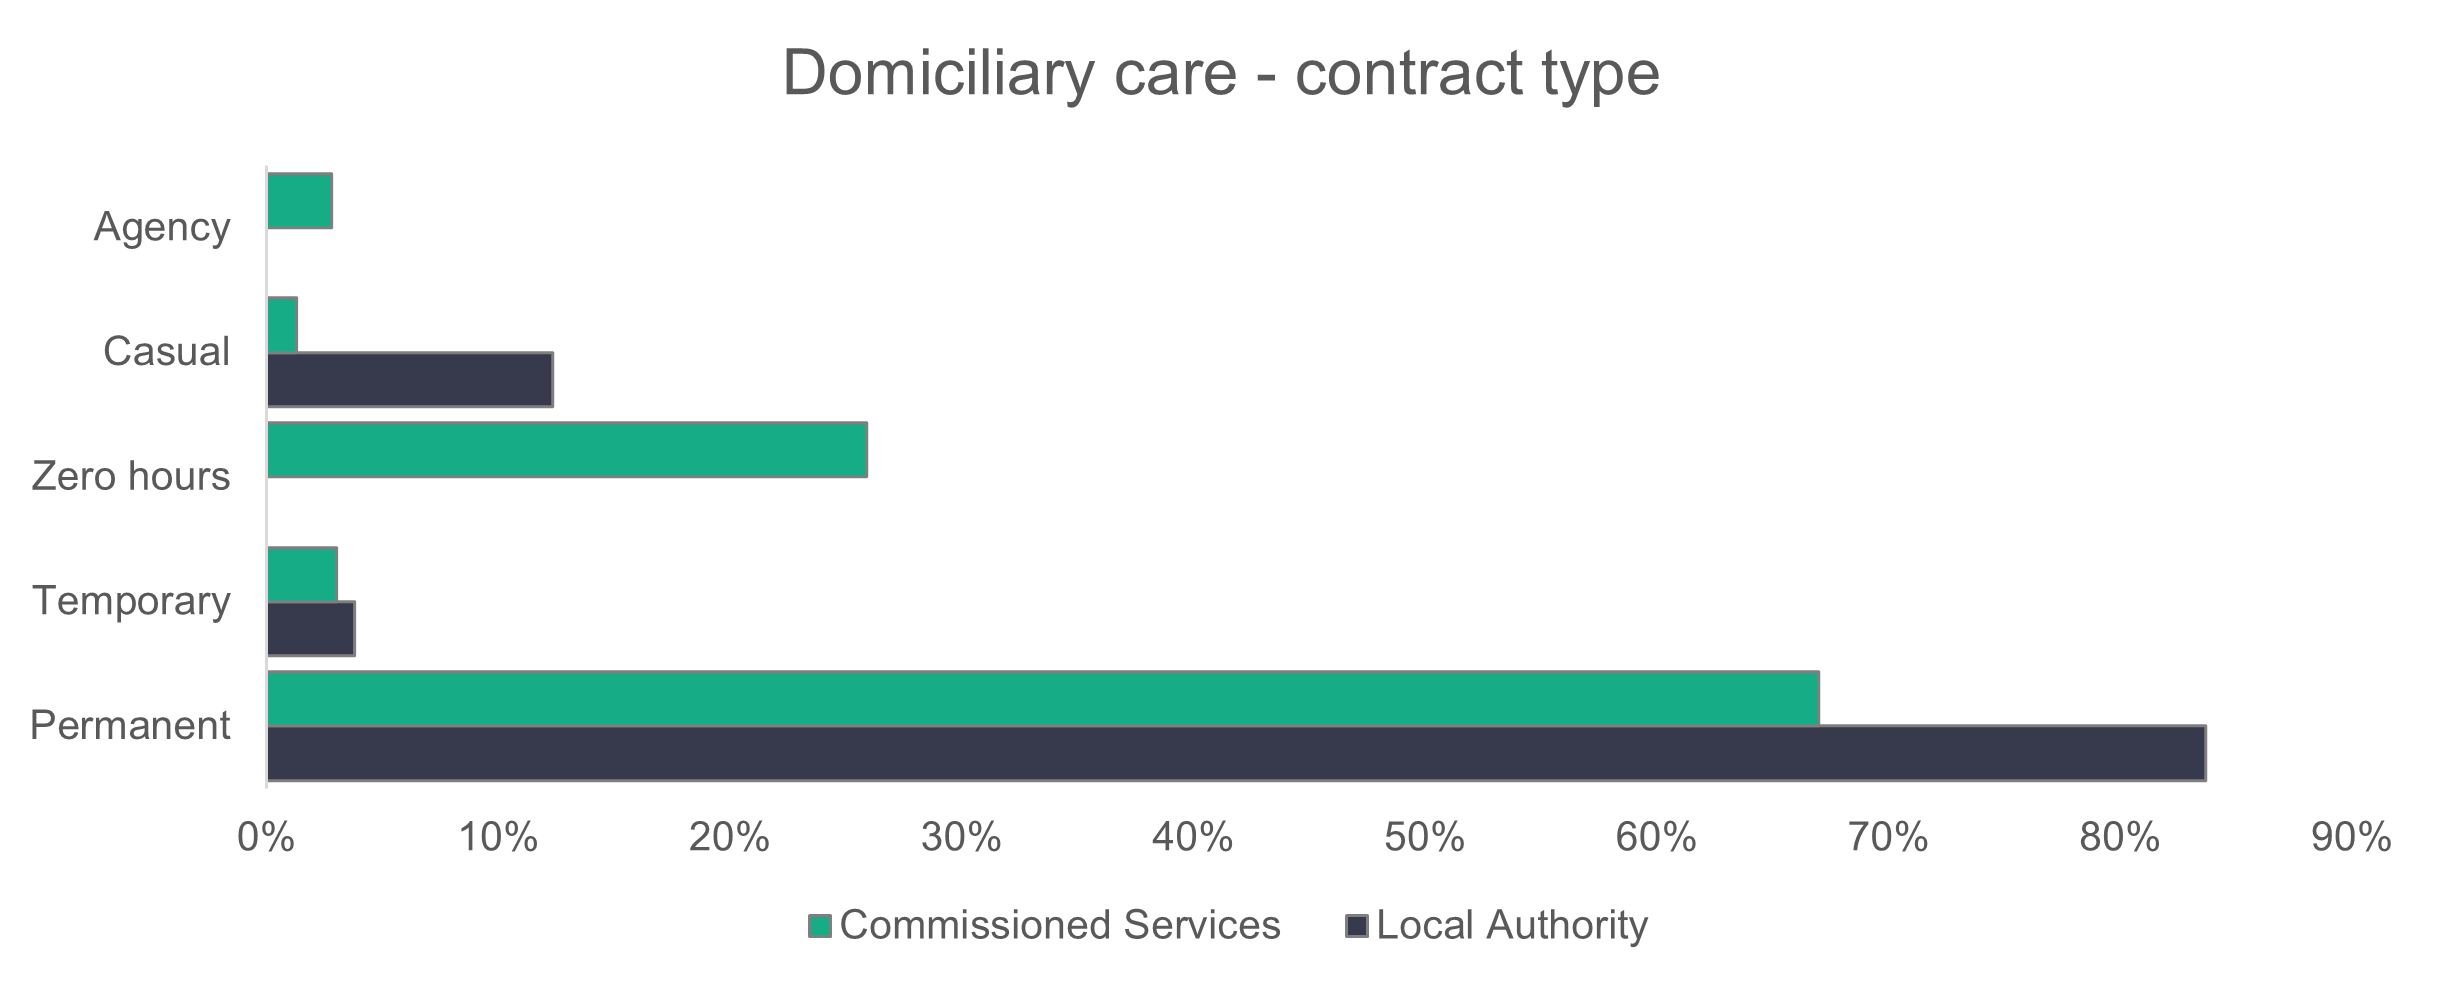 Domiciliary care - contract type
Agency
Casual
Zero hours
Temporary
Permanent
0% 10% 20% 30% 40% 50% 60% 70% 80% 90%
Commissioned Services Local Authority